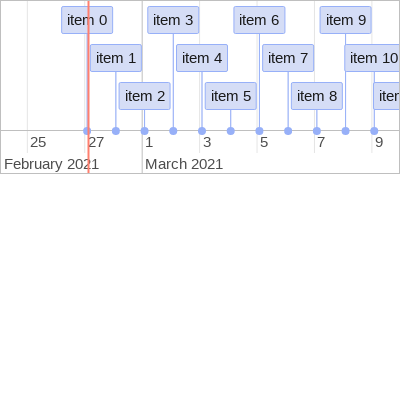 item 0 item 3 item 6 item 9
item 1 item 4 item 7 item 10
item 2 item 5 item 8
25 27 1 3 5 7 9
February 2021 March 2021